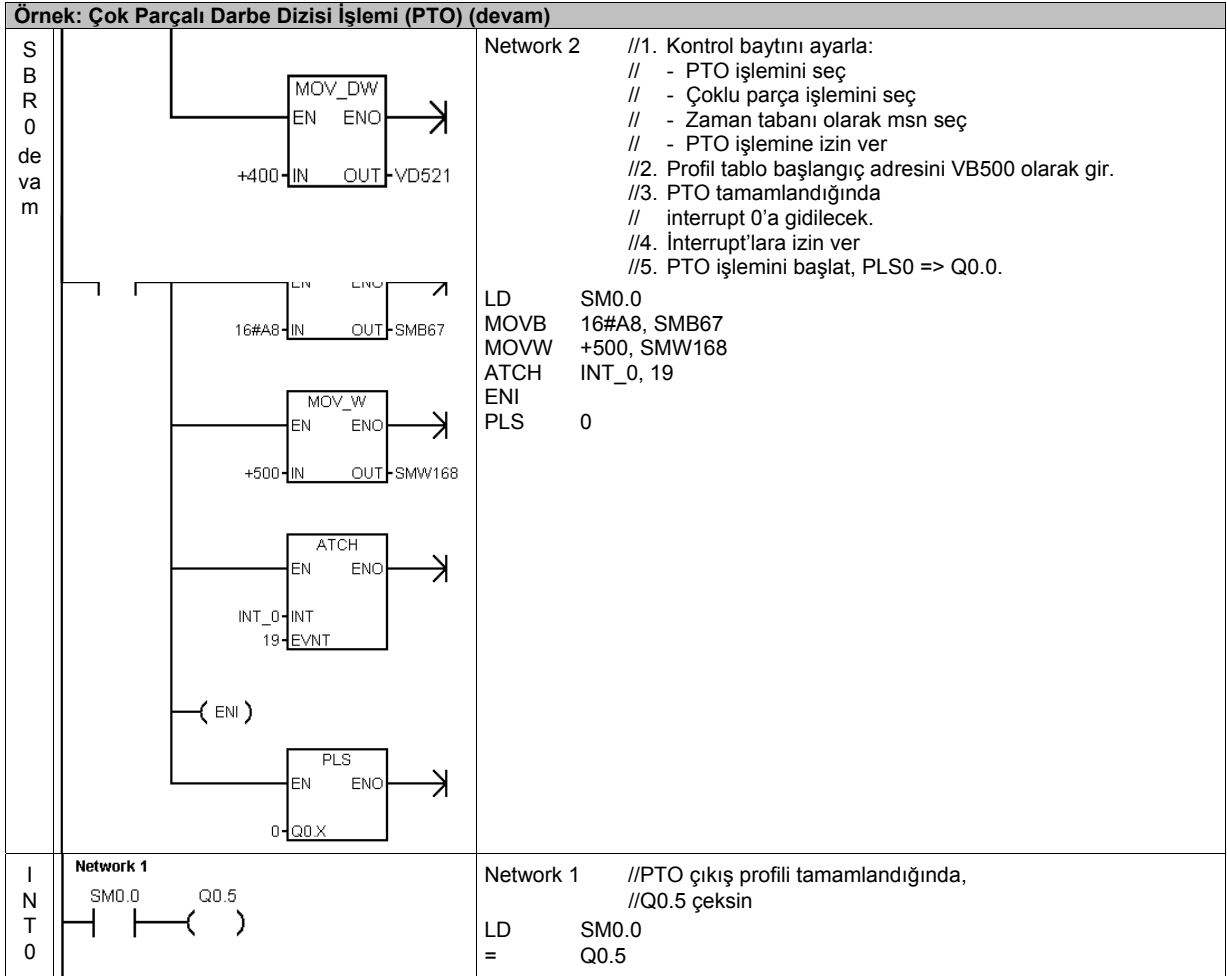 Örnek: Çok Parçalı Darbe Dizisi İşlemi (PTO) (devam)
S
B
R
0
de
va
m
MOV_DW
EN ENO
+400 IN OUT VD521
EN ENO
16#A8 IN OUT SMB67
MOV_W
EN ENO
+500 IN OUT SMW168
ATCH
EN ENO
INT_0 INT
19 EVNT
( ENI )
PLS
EN ENO
0 Q0.X
Network 2 //1. Kontrol baytını ayarla:
// - PTO işlemini seç
// - Çoklu parça işlemini seç
// - Zaman tabanı olarak msn seç
// - PTO işlemine izin ver
//2. Profil tablo başlangıç adresini VB500 olarak gir.
//3. PTO tamamlandığında
// interrupt 0’a gidilecek.
//4. İnterrupt’lara izin ver
//5. PTO işlemini başlat, PLS0 => Q0.0.
LD SM0.0
MOVB 16#A8, SMB67
MOVW +500, SMW168
ATCH INT_0, 19
ENI
PLS 0
I
N
T
0
Network 1
SM0.0 Q0.5
Network 1 //PTO çıkış profili tamamlandığında,
//Q0.5 çeksin
LD SM0.0
= Q0.5